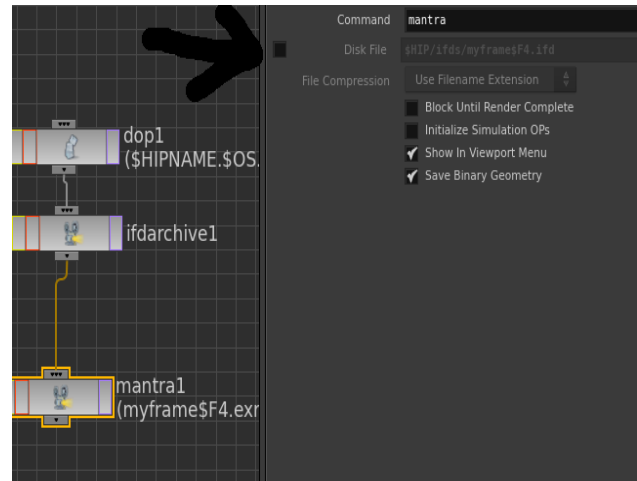 Command mantra
Disk File $HIP/ifds/myframe$F4.ifd
File Compression Use Filename Extension
Block Until Render Complete
Initialize Simulation OPs
Show In Viewport Menu
Save Binary Geometry
dop1
($HIPNAME.$OS.
ifdarchive1
mantra1
(myframe$F4.exr